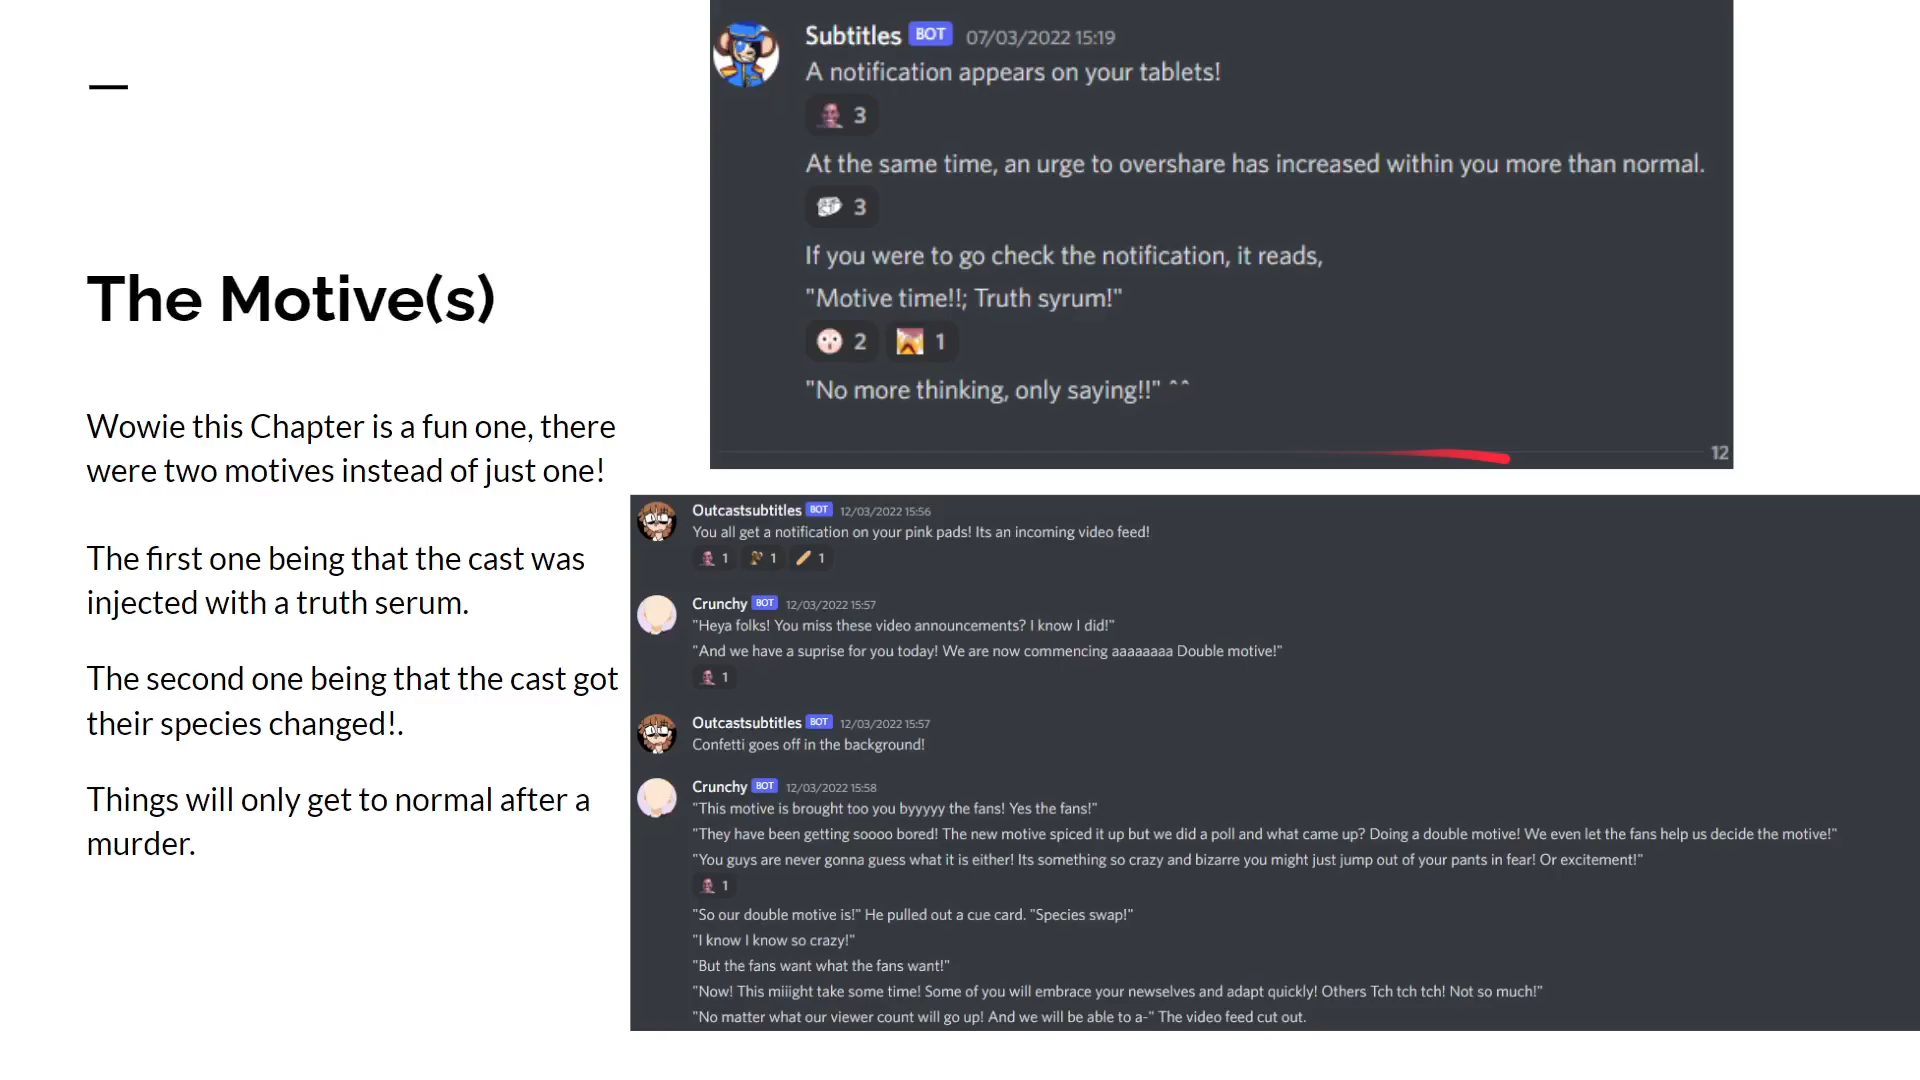 The Motive(s)
Wowie this Chapter is a fun one, there
were two motives instead of just one!
The first one being that the cast was
injected with a truth serum.
The second one being that the cast got
their species changed!.
Things will only get to normal after a
murder.
Subtitles BOT 07/03/2022 15:19
A notification appears on your tablets!
3
At the same time, an urge to overshare has increased within you more than normal.
3
If you were to go check the notification, it reads,
"Motive time!!; Truth syrum!"
2 1
"No more thinking, only saying!!" ^^
12
Outcastsubtitles BOT 12/03/2022 15:56
You all get a notification on your pink pads! Its an incoming video feed!
1 1 1
Crunchy BOT 12/03/2022 15:57
"Heya folks! You miss these video announcements? I know I did!"
"And we have a suprise for you today! We are now commencing aaaaaaaa Double motive!"
1
Outcastsubtitles BOT 12/03/2022 15:57
Confetti goes off in the background!
Crunchy BOT 12/03/2022 15:58
"This motive is brought too you byyyyy the fans! Yes the fans!"
"They have been getting soooo bored! The new motive spiced it up but we did a poll and what came up? Doing a double motive! We even let the fans help us decide the motive!"
"You guys are never gonna guess what it is either! Its something so crazy and bizarre you might just jump out of your pants in fear! Or excitement!"
1
"So our double motive is!" He pulled out a cue card. "Species swap!"
"I know I know so crazy!"
"But the fans want what the fans want!"
"Now! This miiight take some time! Some of you will embrace your newselves and adapt quickly! Others Tch tch tch! Not so much!"
"No matter what our viewer count will go up! And we will be able to a-" The video feed cut out.